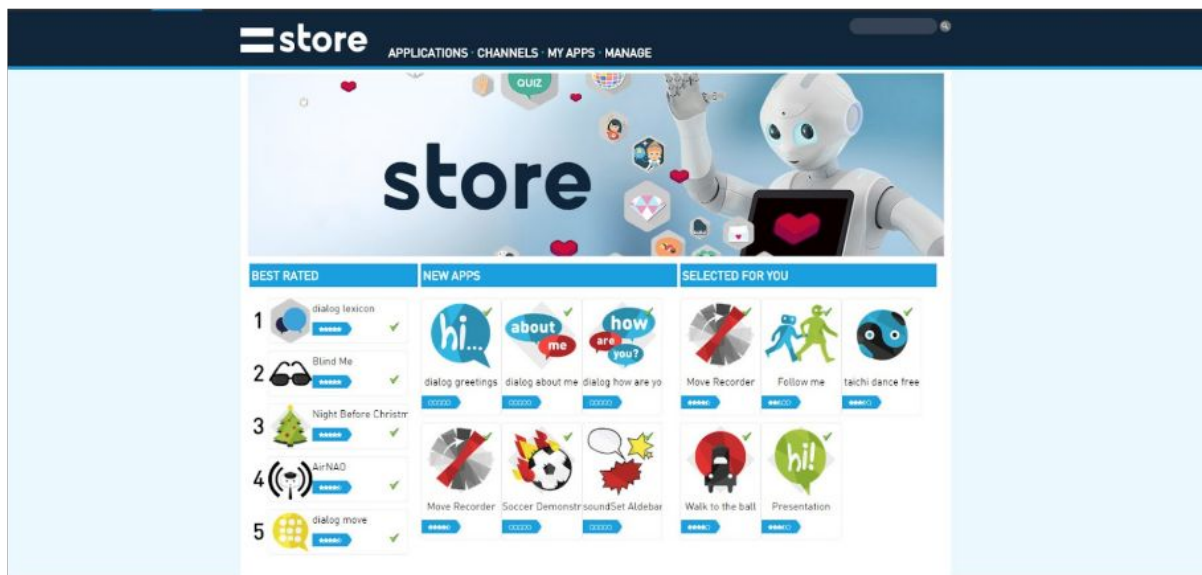 store
APPLICATIONS · CHANNELS · MY APPS · MANAGE
QUIZ
store
BEST RATED
1
dialog lexicon
2
Blind Me
3
Night Before Christm
4
AirNAO
5
dialog move
NEW APPS
hi...
about
me
how
are
you?
dialog greetings
dialog about me
dialog how are yo
Move Recorder
Soccer Demonstr
soundSet Aldebar
SELECTED FOR YOU
Move Recorder
Follow me
taichi dance free
hi!
Walk to the ball
Presentation